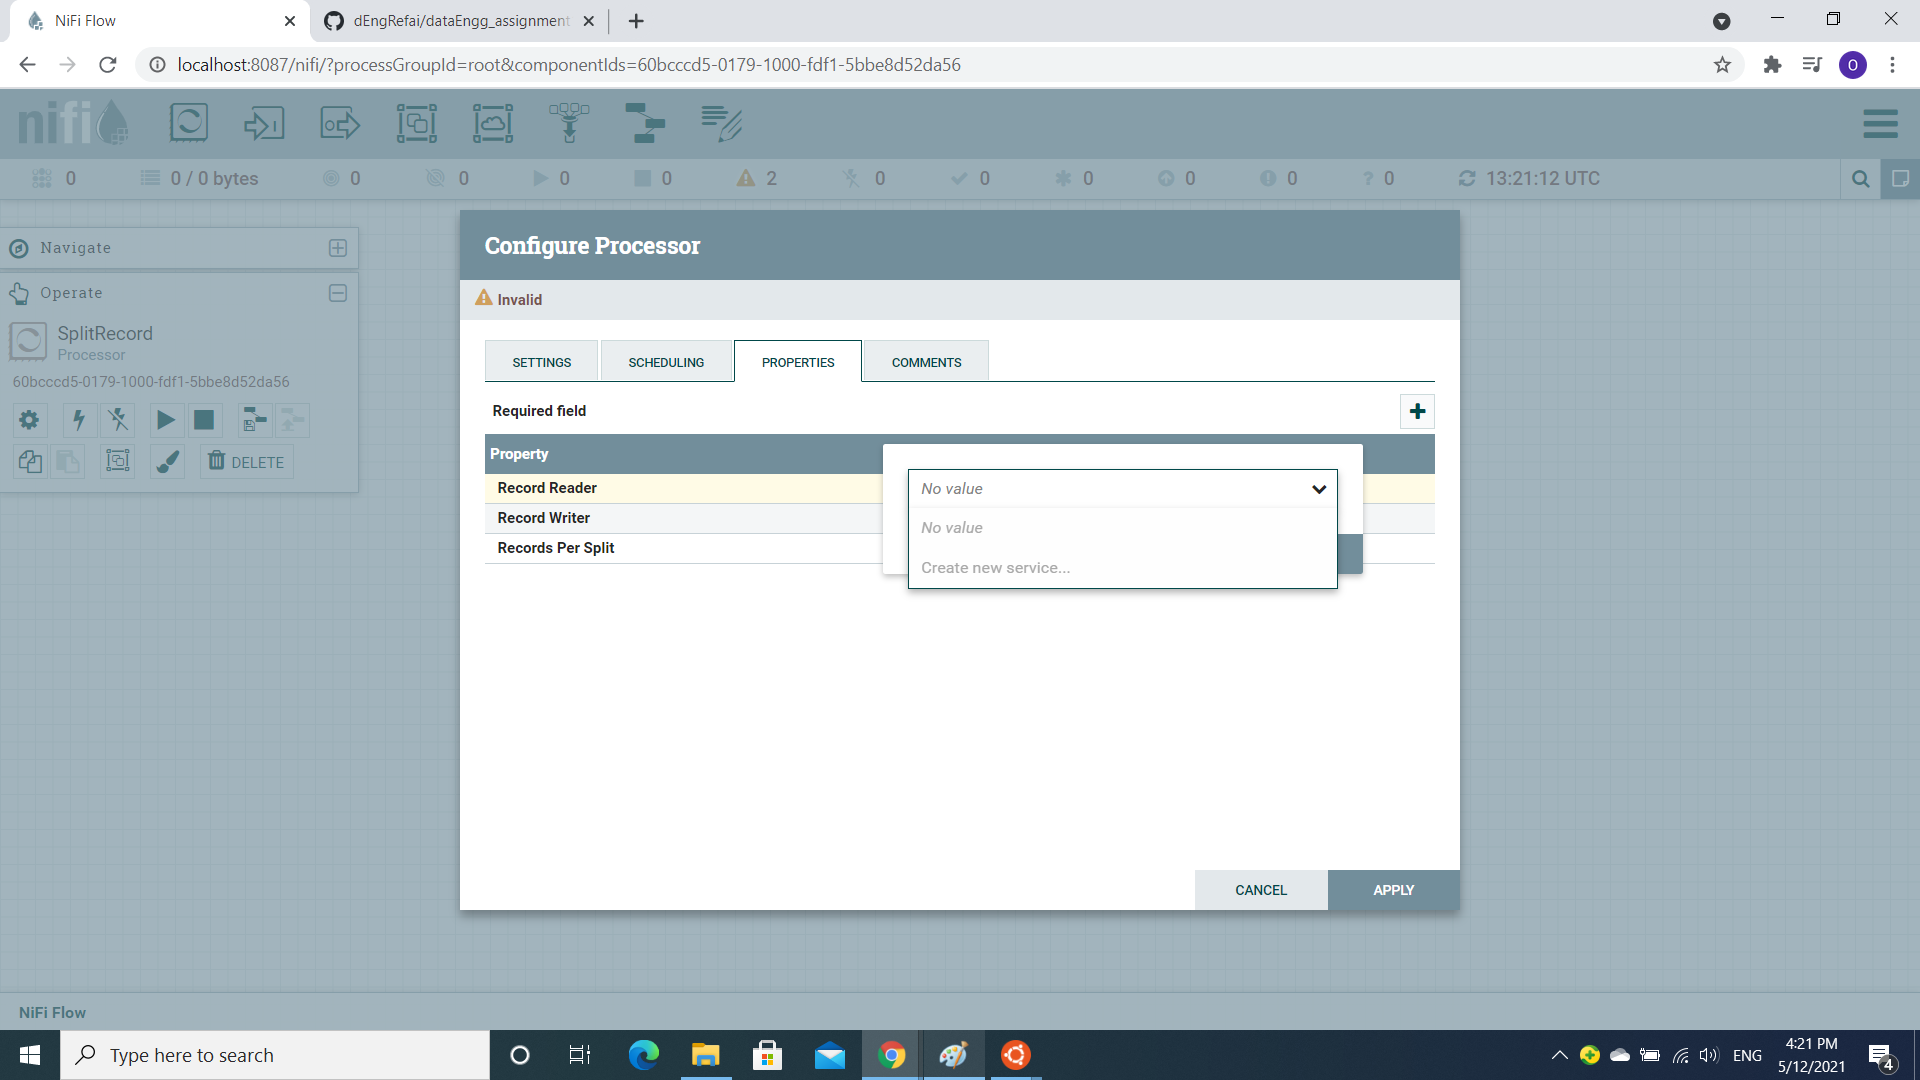 NiFi Flow
dEngRefai/dataEngg_assignment
localhost:8087/nifi/?processGroupId=root&componentIds=60bcccd5-0179-1000-fdf1-5bbe8d52da56
O
nifi
0
0 / 0 bytes
0
0
0
0
2
0
0
0
0
0
0
13:21:12 UTC
Navigate
Operate
SplitRecord
Processor
60bcccd5-0179-1000-fdf1-5bbe8d52da56
DELETE
Configure Processor
Invalid
SETTINGS
SCHEDULING
PROPERTIES
COMMENTS
Required field
Property
Record Reader
Record Writer
Records Per Split
No value
No value
Create new service...
CANCEL
APPLY
NiFi Flow
Type here to search
ENG
4:21 PM
5/12/2021
4